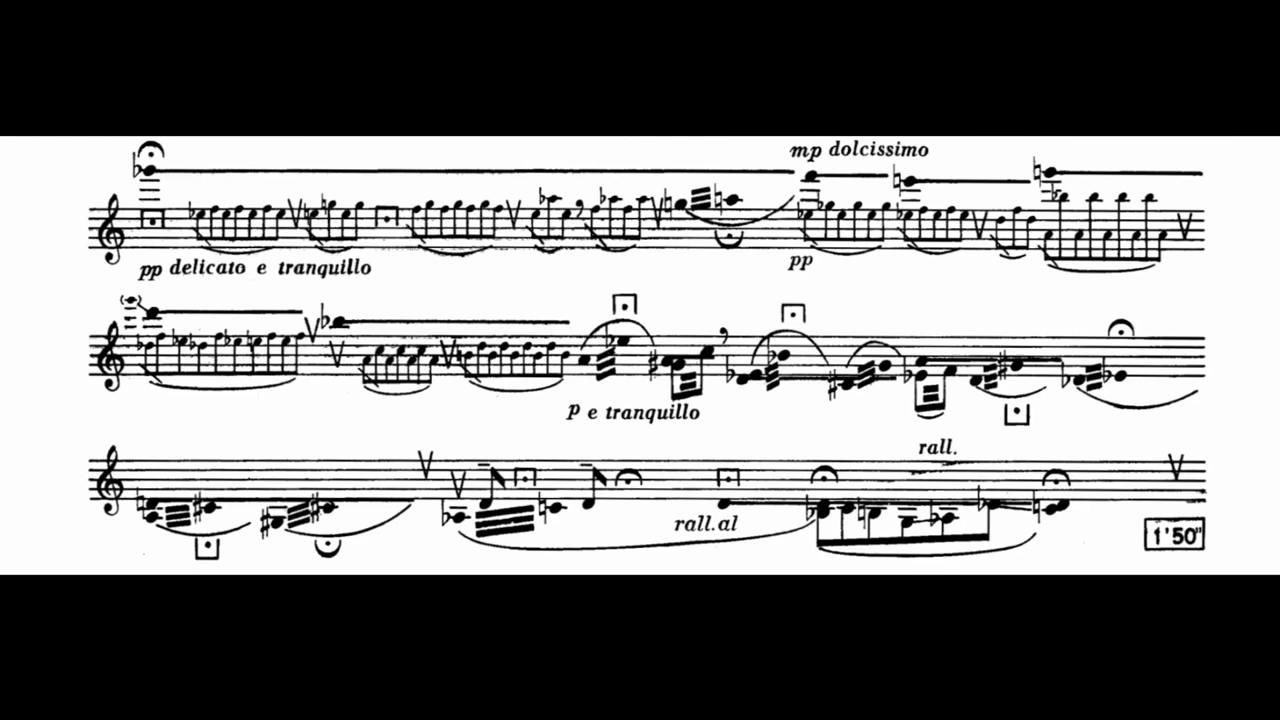 mp dolcissimo
pp delicato e tranquillo
pp
p e tranquillo
rall.
rall.al
1'50"